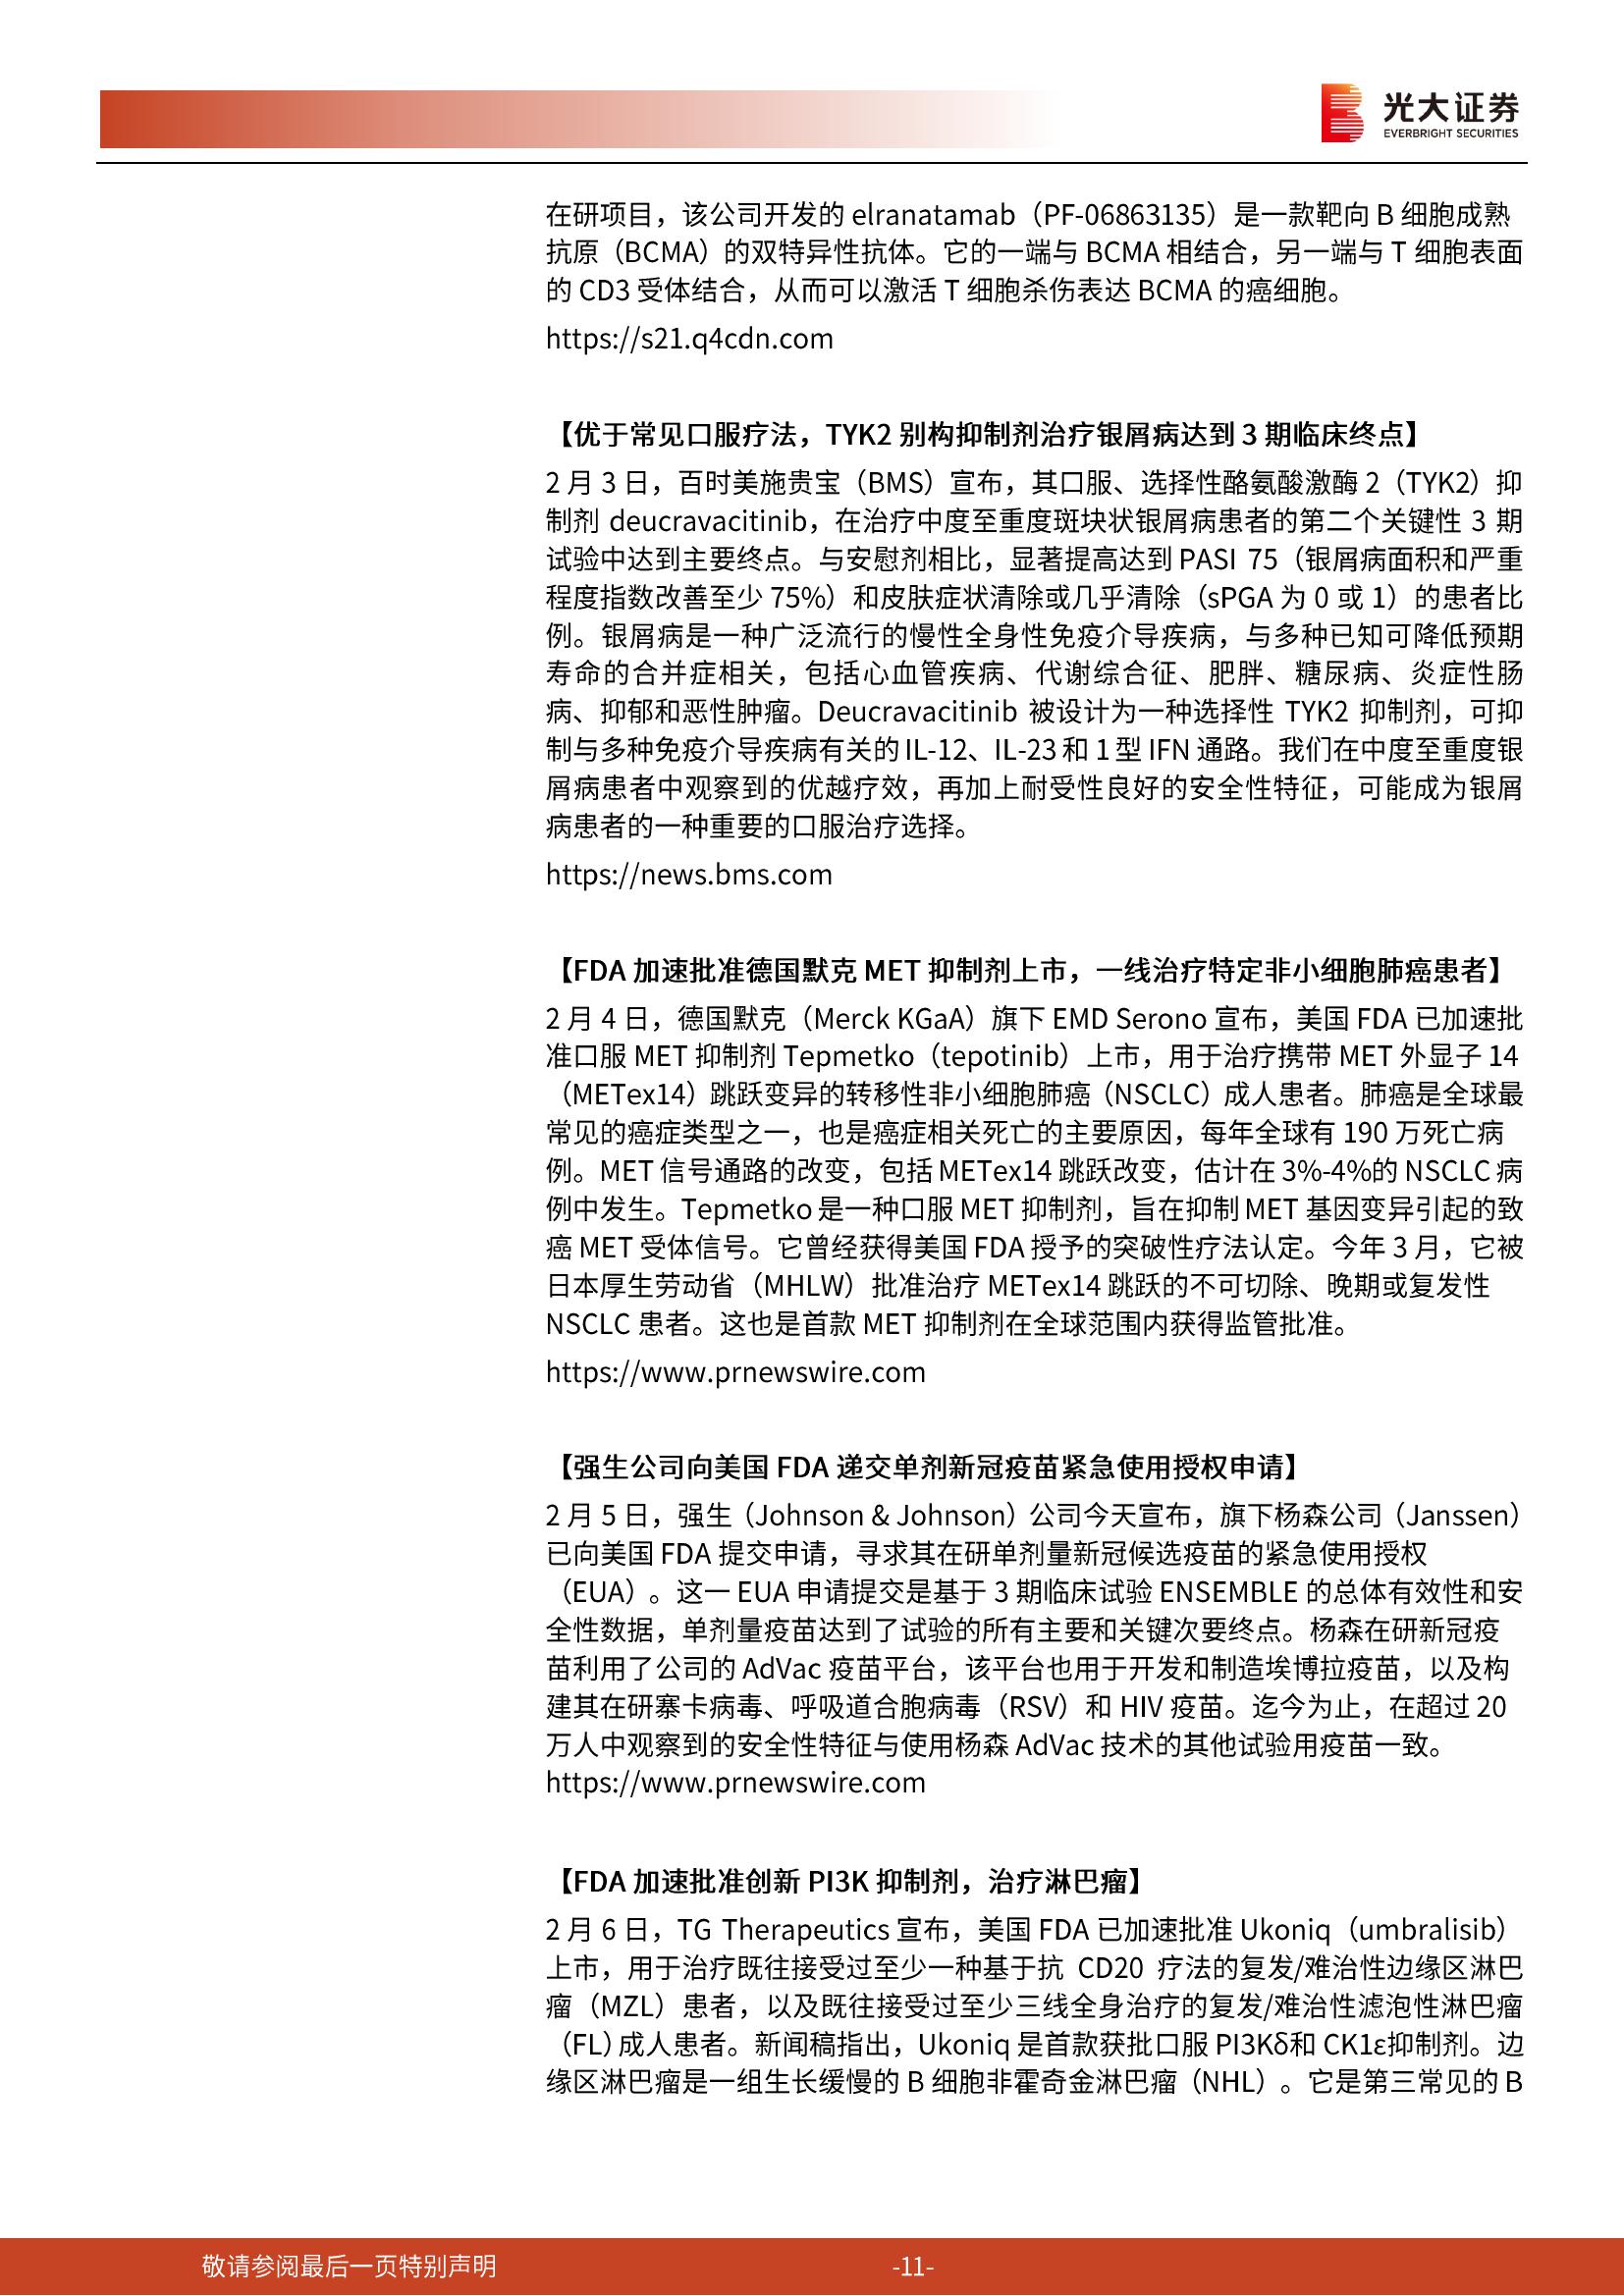 光大证券
EVERBRIGHT SECURITIES
在研项目，该公司开发的 elranatamab（PF-06863135）是一款靶向 B 细胞成熟
抗原（BCMA）的双特异性抗体。它的一端与 BCMA 相结合，另一端与 T 细胞表面
的 CD3 受体结合，从而可以激活 T 细胞杀伤表达 BCMA 的癌细胞。
https://s21.q4cdn.com
【优于常见口服疗法，TYK2 别构抑制剂治疗银屑病达到 3 期临床终点】
2 月 3 日，百时美施贵宝（BMS）宣布，其口服、选择性酪氨酸激酶 2（TYK2）抑
制剂 deucravacitinib，在治疗中度至重度斑块状银屑病患者的第二个关键性 3 期
试验中达到主要终点。与安慰剂相比，显著提高达到 PASI 75（银屑病面积和严重
程度指数改善至少 75%）和皮肤症状清除或几乎清除（sPGA 为 0 或 1）的患者比
例。银屑病是一种广泛流行的慢性全身性免疫介导疾病，与多种已知可降低预期
寿命的合并症相关，包括心血管疾病、代谢综合征、肥胖、糖尿病、炎症性肠
病、抑郁和恶性肿瘤。Deucravacitinib 被设计为一种选择性 TYK2 抑制剂，可抑
制与多种免疫介导疾病有关的 IL-12、IL-23 和 1 型 IFN 通路。我们在中度至重度银
屑病患者中观察到的优越疗效，再加上耐受性良好的安全性特征，可能成为银屑
病患者的一种重要的口服治疗选择。
https://news.bms.com
【FDA 加速批准德国默克 MET 抑制剂上市，一线治疗特定非小细胞肺癌患者】
2 月 4 日，德国默克（Merck KGaA）旗下 EMD Serono 宣布，美国 FDA 已加速批
准口服 MET 抑制剂 Tepmetko（tepotinib）上市，用于治疗携带 MET 外显子 14
（METex14）跳跃变异的转移性非小细胞肺癌（NSCLC）成人患者。肺癌是全球最
常见的癌症类型之一，也是癌症相关死亡的主要原因，每年全球有 190 万死亡病
例。MET 信号通路的改变，包括 METex14 跳跃改变，估计在 3%-4%的 NSCLC 病
例中发生。Tepmetko 是一种口服 MET 抑制剂，旨在抑制 MET 基因变异引起的致
癌 MET 受体信号。它曾经获得美国 FDA 授予的突破性疗法认定。今年 3 月，它被
日本厚生劳动省（MHLW）批准治疗 METex14 跳跃的不可切除、晚期或复发性
NSCLC 患者。这也是首款 MET 抑制剂在全球范围内获得监管批准。
https://www.prnewswire.com
【强生公司向美国 FDA 递交单剂新冠疫苗紧急使用授权申请】
2 月 5 日，强生（Johnson & Johnson）公司今天宣布，旗下杨森公司（Janssen）
已向美国 FDA 提交申请，寻求其在研单剂量新冠候选疫苗的紧急使用授权
（EUA）。这一 EUA 申请提交是基于 3 期临床试验 ENSEMBLE 的总体有效性和安
全性数据，单剂量疫苗达到了试验的所有主要和关键次要终点。杨森在研新冠疫
苗利用了公司的 AdVac 疫苗平台，该平台也用于开发和制造埃博拉疫苗，以及构
建其在研寨卡病毒、呼吸道合胞病毒（RSV）和 HIV 疫苗。迄今为止，在超过 20
万人中观察到的安全性特征与使用杨森 AdVac 技术的其他试验用疫苗一致。
https://www.prnewswire.com
【FDA 加速批准创新 PI3K 抑制剂，治疗淋巴瘤】
2 月 6 日，TG Therapeutics 宣布，美国 FDA 已加速批准 Ukoniq（umbralisib）
上市，用于治疗既往接受过至少一种基于抗 CD20 疗法的复发/难治性边缘区淋巴
瘤（MZL）患者，以及既往接受过至少三线全身治疗的复发/难治性滤泡性淋巴瘤
（FL）成人患者。新闻稿指出，Ukoniq 是首款获批口服 PI3Kδ和 CK1ε抑制剂。边
缘区淋巴瘤是一组生长缓慢的 B 细胞非霍奇金淋巴瘤（NHL）。它是第三常见的 B
敬请参阅最后一页特别声明
-11-